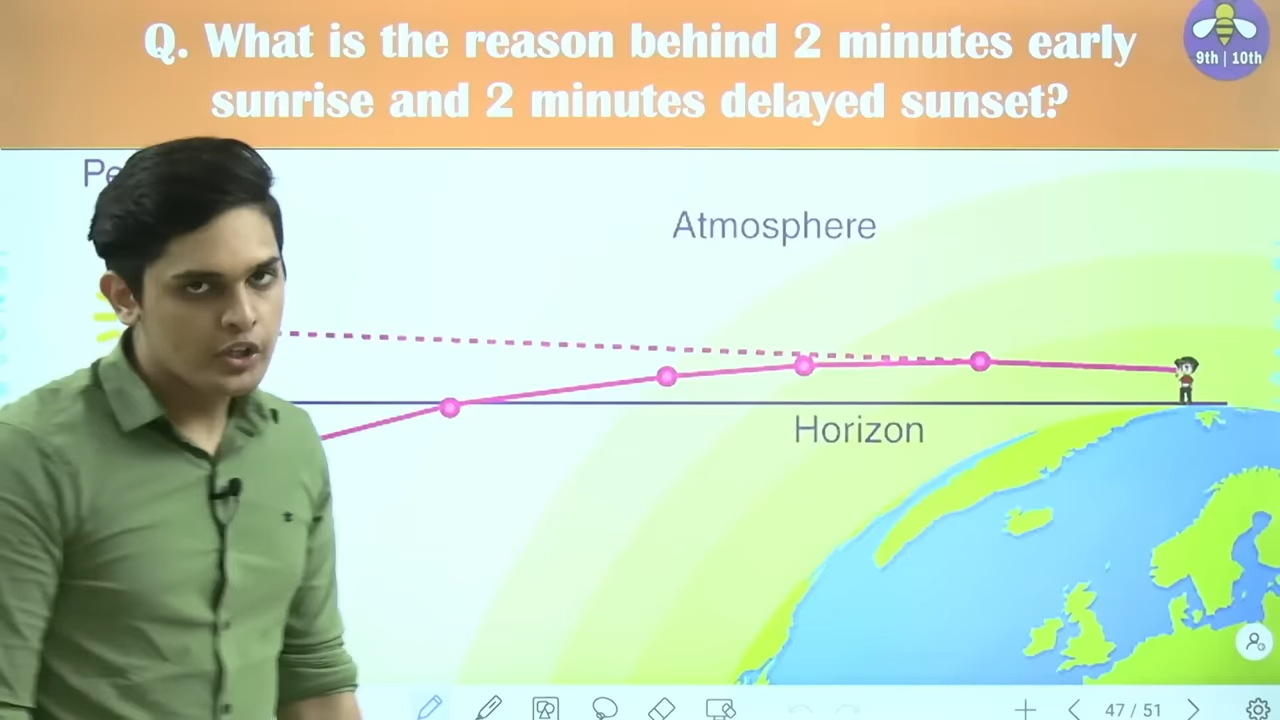 Q. What is the reason behind 2 minutes early
sunrise and 2 minutes delayed sunset?
9th | 10th
Atmosphere
Horizon
47 / 51